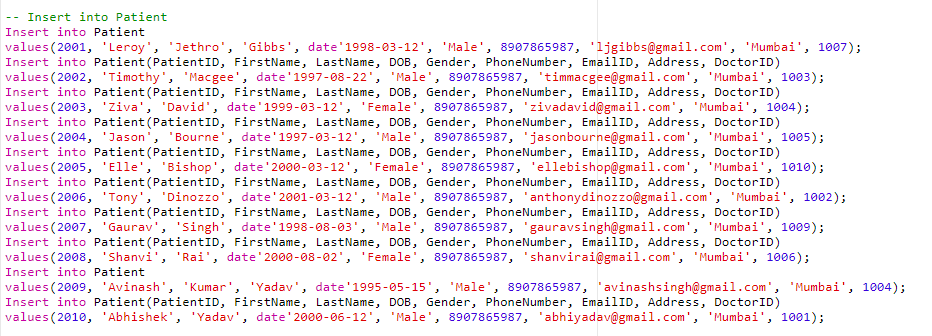 -- Insert into Patient
Insert into Patient
values(2001, 'Leroy', 'Jethro', 'Gibbs', date'1998-03-12', 'Male', 8907865987, 'ljgibbs@gmail.com', 'Mumbai', 1007);
Insert into Patient(PatientID, FirstName, LastName, DOB, Gender, PhoneNumber, EmailID, Address, DoctorID)
values(2002, 'Timothy', 'Macgee', date'1997-08-22', 'Male', 8907865987, 'timmacgee@gmail.com', 'Mumbai', 1003);
Insert into Patient(PatientID, FirstName, LastName, DOB, Gender, PhoneNumber, EmailID, Address, DoctorID)
values(2003, 'Ziva', 'David', date'1999-03-12', 'Female', 8907865987, 'zivadavid@gmail.com', 'Mumbai', 1004);
Insert into Patient(PatientID, FirstName, LastName, DOB, Gender, PhoneNumber, EmailID, Address, DoctorID)
values(2004, 'Jason', 'Bourne', date'1997-03-12', 'Male', 8907865987, 'jasonbourne@gmail.com', 'Mumbai', 1005);
Insert into Patient(PatientID, FirstName, LastName, DOB, Gender, PhoneNumber, EmailID, Address, DoctorID)
values(2005, 'Elle', 'Bishop', date'2000-03-12', 'Female', 8907865987, 'ellebishop@gmail.com', 'Mumbai', 1010);
Insert into Patient(PatientID, FirstName, LastName, DOB, Gender, PhoneNumber, EmailID, Address, DoctorID)
values(2006, 'Tony', 'Dinozzo', date'2001-03-12', 'Male', 8907865987, 'anthonydinozzo@gmail.com', 'Mumbai', 1002);
Insert into Patient(PatientID, FirstName, LastName, DOB, Gender, PhoneNumber, EmailID, Address, DoctorID)
values(2007, 'Gaurav', 'Singh', date'1998-08-03', 'Male', 8907865987, 'gauravsingh@gmail.com', 'Mumbai', 1009);
Insert into Patient(PatientID, FirstName, LastName, DOB, Gender, PhoneNumber, EmailID, Address, DoctorID)
values(2008, 'Shanvi', 'Rai', date'2000-08-02', 'Female', 8907865987, 'shanvirai@gmail.com', 'Mumbai', 1006);
Insert into Patient
values(2009, 'Avinash', 'Kumar', 'Yadav', date'1995-05-15', 'Male', 8907865987, 'avinashsingh@gmail.com', 'Mumbai', 1004);
Insert into Patient(PatientID, FirstName, LastName, DOB, Gender, PhoneNumber, EmailID, Address, DoctorID)
values(2010, 'Abhishek', 'Yadav', date'2000-06-12', 'Male', 8907865987, 'abhiyadav@gmail.com', 'Mumbai', 1001);